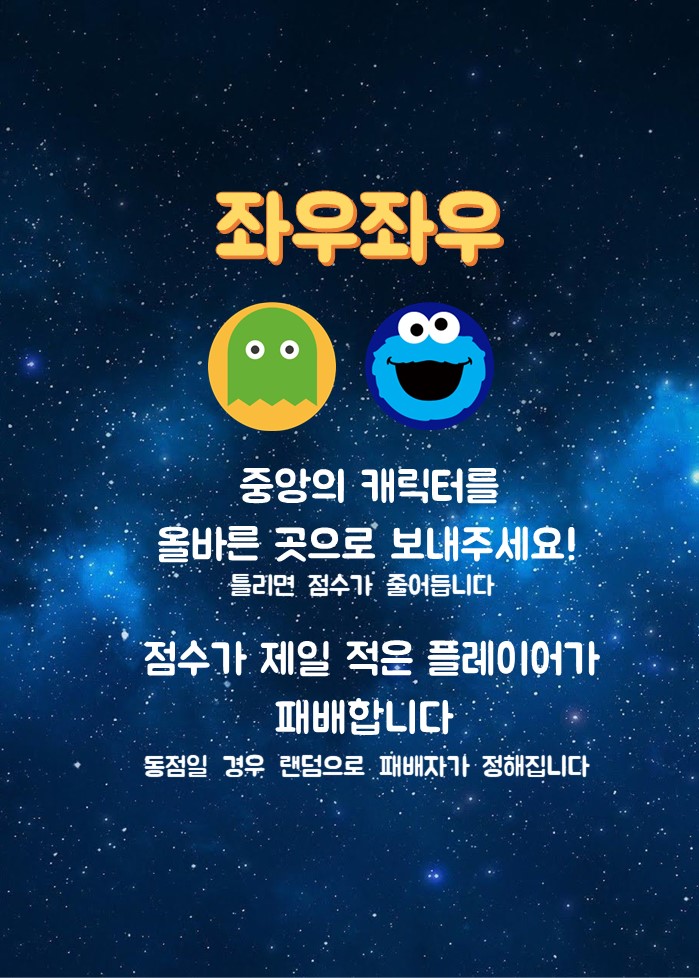 좌우좌우
중앙의 캐릭터를
올바른 곳으로 보내주세요!
틀리면 점수가 줄어듭니다
점수가 제일 적은 플레이어가
패배합니다
동점일 경우 랜덤으로 패배자가 정해집니다